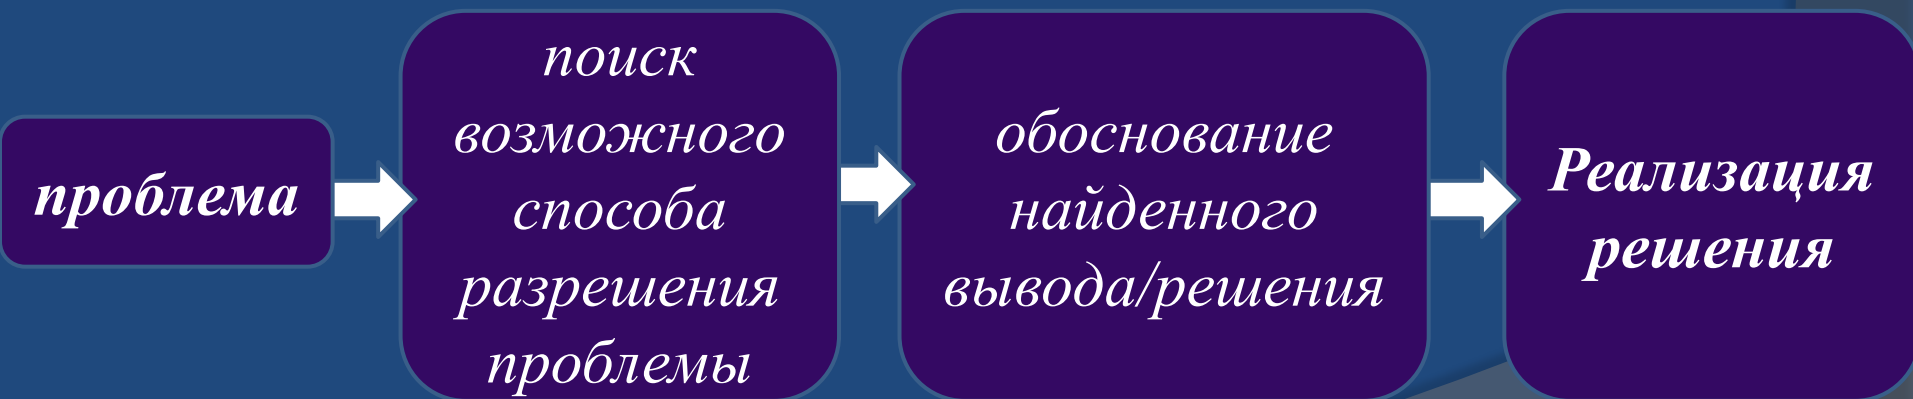 проблема
поиск
возможного
способа
разрешения
проблемы
обоснование
найденного
вывода/решения
Реализация
решения